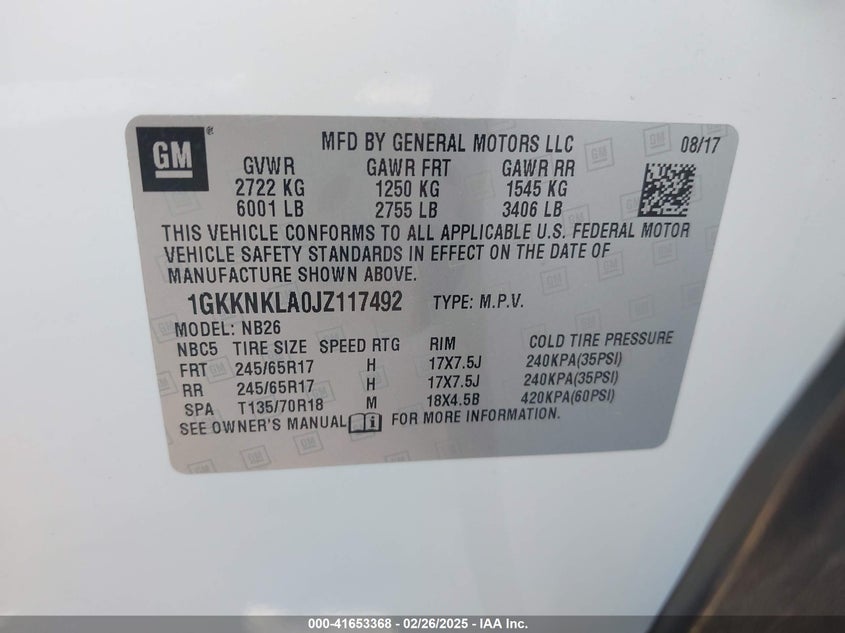 GM®
MFD BY GENERAL MOTORS LLC 08/17
GVWR GAWR FRT GAWR RR
2722 KG 1250 KG 1545 KG
6001 LB 2755 LB 3406 LB
THIS VEHICLE CONFORMS TO ALL APPLICABLE U.S. FEDERAL MOTOR
VEHICLE SAFETY STANDARDS IN EFFECT ON THE DATE OF
MANUFACTURE SHOWN ABOVE.
1GKKNKLA0JZ117492 TYPE: M.P.V.
MODEL: NB26
NBC5 TIRE SIZE SPEED RTG RIM COLD TIRE PRESSURE
FRT 245/65R17 H 17X7.5J 240KPA(35PSI)
RR 245/65R17 H 17X7.5J 240KPA(35PSI)
SPA T135/70R18 M 18X4.5B 420KPA(60PSI)
SEE OWNER'S MANUAL FOR MORE INFORMATION.
000-41653368 - 02/26/2025 - © IAA Inc.